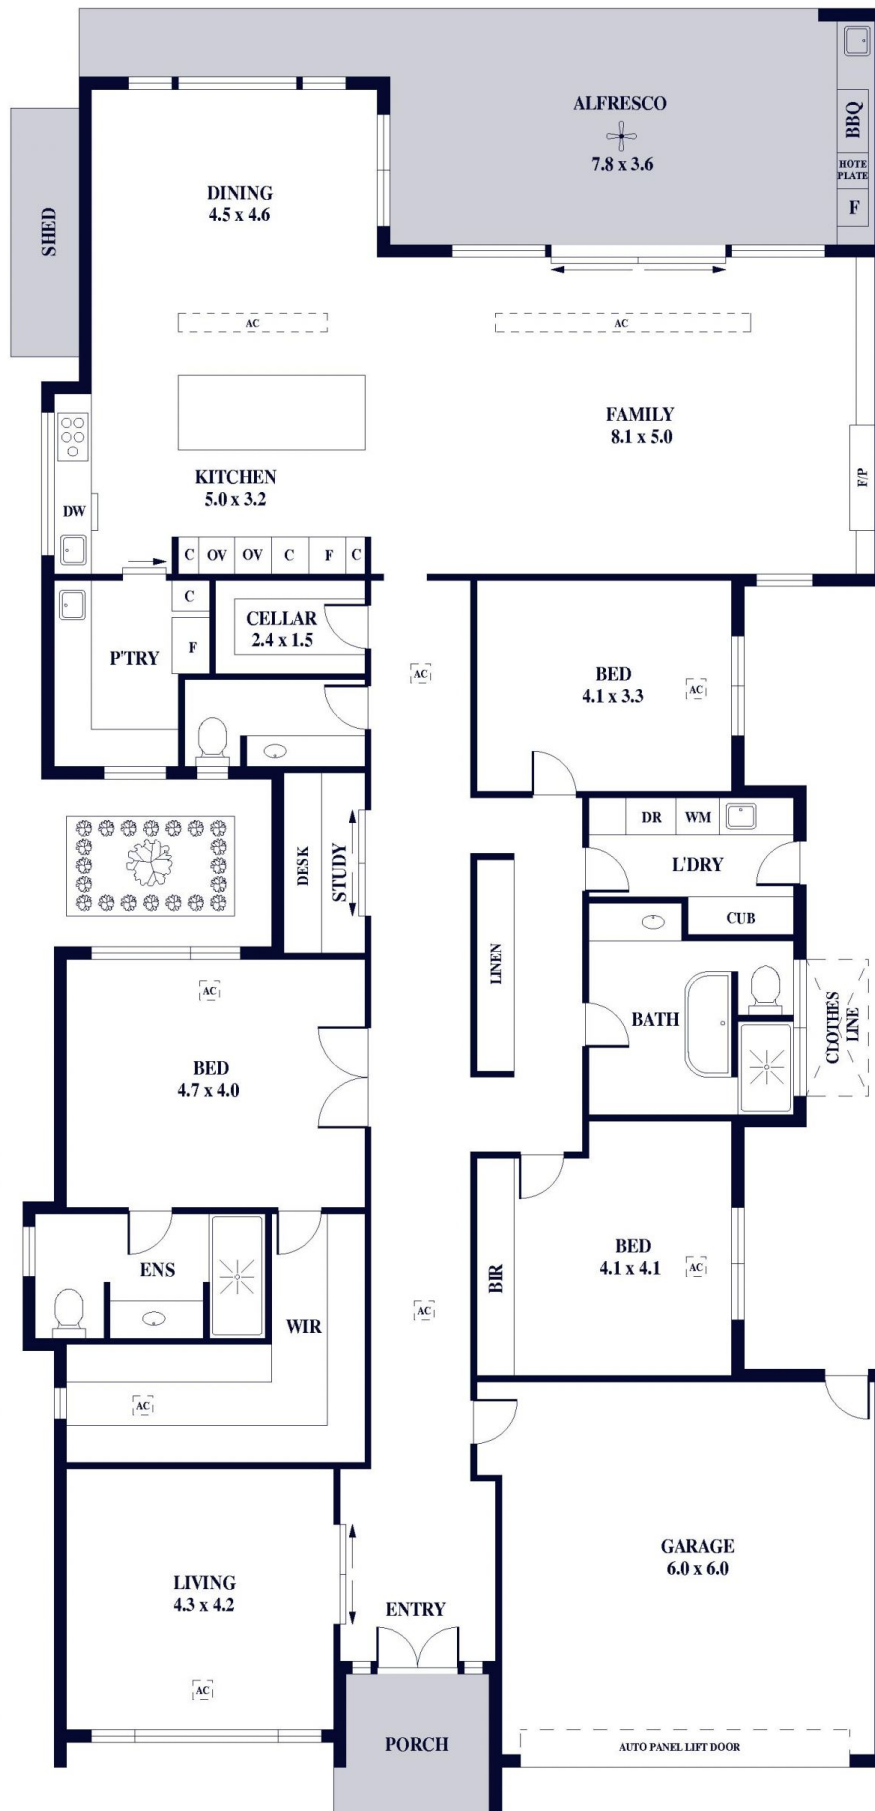 ALFRESCO
7.8 x 3.6
BBQ
HOTE
PLATE
F
SHED
DINING
4.5 x 4.6
AC
AC
FAMILY
8.1 x 5.0
F/P
KITCHEN
5.0 x 3.2
DW
C
OV
OV
C
F
C
C
F
P'TRY
CELLAR
2.4 x 1.5
AC
BED
4.1 x 3.3
AC
DESK
STUDY
DR
WM
L'DRY
CUB
LINEN
BATH
CLOTHES
LINE
AC
BED
4.7 x 4.0
ENS
WIR
AC
AC
BIR
BED
4.1 x 4.1
AC
LIVING
4.3 x 4.2
AC
ENTRY
GARAGE
6.0 x 6.0
PORCH
AUTO PANEL LIFT DOOR